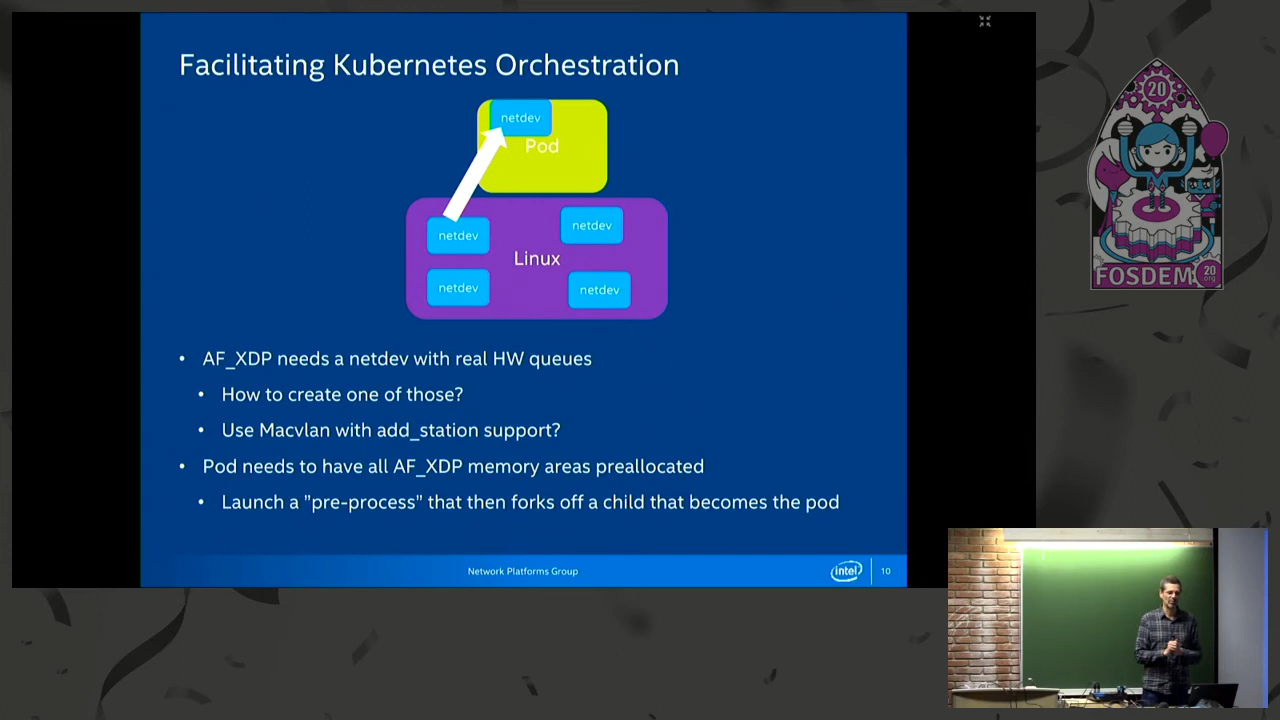 Facilitating Kubernetes Orchestration
netdev
Pod
netdev
netdev
Linux
netdev
netdev
• AF_XDP needs a netdev with real HW queues
• How to create one of those?
• Use Macvlan with add_station support?
• Pod needs to have all AF_XDP memory areas preallocated
• Launch a "pre-process" that then forks off a child that becomes the pod
Network Platforms Group
intel
10
20
FOSDEM
20
.org